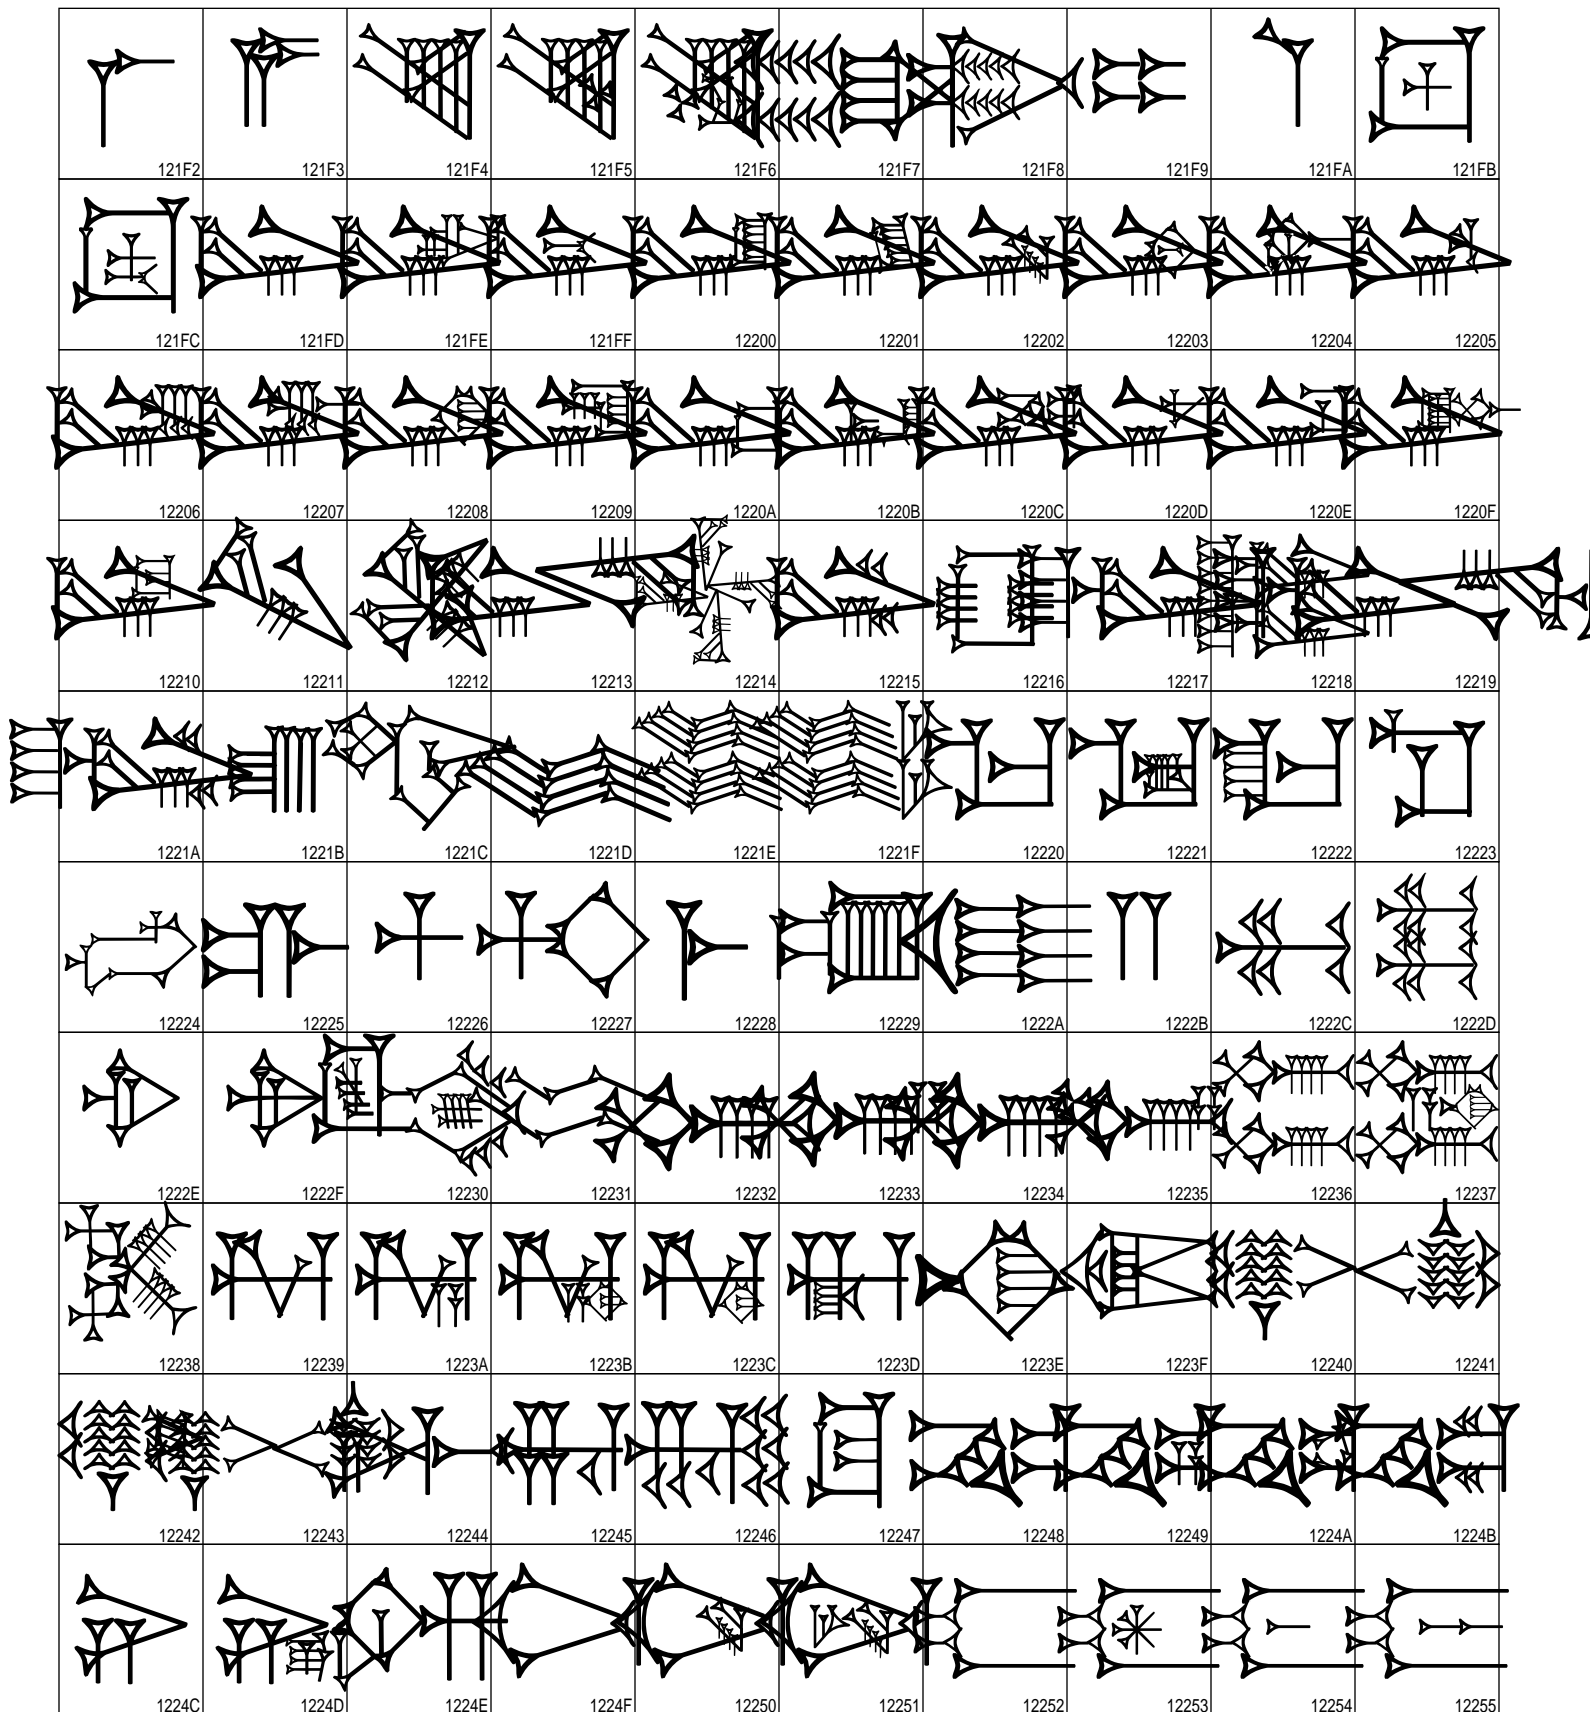 𒇲 𒇳 𒇴 𒇵 𒇶 𒇷 𒇸 𒇹 𒇺 𒇻
121F2 121F3 121F4 121F5 121F6 121F7 121F8 121F9 121FA 121FB
𒇼 𒇽 𒇾 𒇿 𒈀 𒈁 𒈂 𒈃 𒈄 𒈅
121FC 121FD 121FE 121FF 12200 12201 12202 12203 12204 12205
𒈆 𒈇 𒈈 𒈉 𒈊 𒈋 𒈌 𒈍 𒈎 𒈏
12206 12207 12208 12209 1220A 1220B 1220C 1220D 1220E 1220F
𒈐 𒈑 𒈒 𒈓 𒈔 𒈕 𒈖 𒈗 𒈘 𒈙
12210 12211 12212 12213 12214 12215 12216 12217 12218 12219
𒈚 𒈛 𒈜 𒈝 𒈞 𒈟 𒈠 𒈡 𒈢 𒈣
1221A 1221B 1221C 1221D 1221E 1221F 12220 12221 12222 12223
𒈤 𒈥 𒈦 𒈧 𒈨 𒈩 𒈪 𒈫 𒈬 𒈭
12224 12225 12226 12227 12228 12229 1222A 1222B 1222C 1222D
𒈮 𒈯 𒈰 𒈱 𒈲 𒈳 𒈴 𒈵 𒈶 𒈷
1222E 1222F 12230 12231 12232 12233 12234 12235 12236 12237
𒈸 𒈹 𒈺 𒈻 𒈼 𒈽 𒈾 𒈿 𒉀 𒉁
12238 12239 1223A 1223B 1223C 1223D 1223E 1223F 12240 12241
𒉂 𒉃 𒉄 𒉅 𒉆 𒉇 𒉈 𒉉 𒉊 𒉋
12242 12243 12244 12245 12246 12247 12248 12249 1224A 1224B
𒉌 𒉍 𒉎 𒉏 𒉐 𒉑 𒉒 𒉓 𒉔 𒉕
1224C 1224D 1224E 1224F 12250 12251 12252 12253 12254 12255